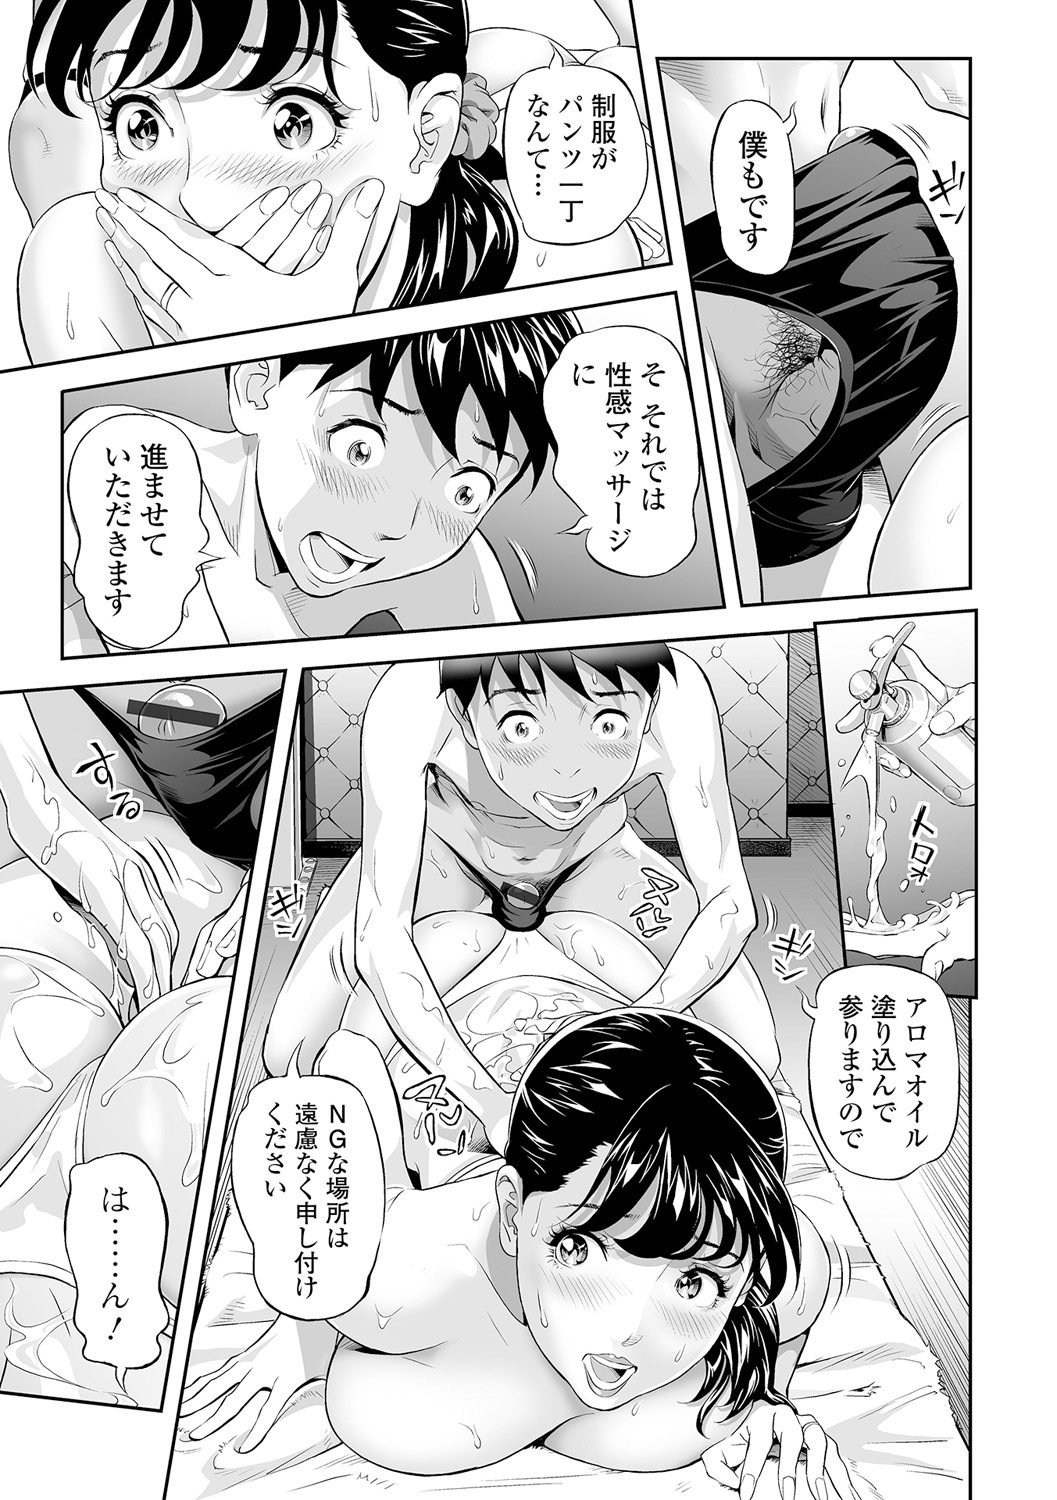 僕もです
ギン
制服が
パンツ一丁
なんて…
そ それでは
性感マッサージ
に
進ませて
いただきます
トロォ
アロマオイル
塗り込んで
参りますので
ギン
ギシ
NGな場所は
遠慮なく申し付け
ください
する
は……ん！